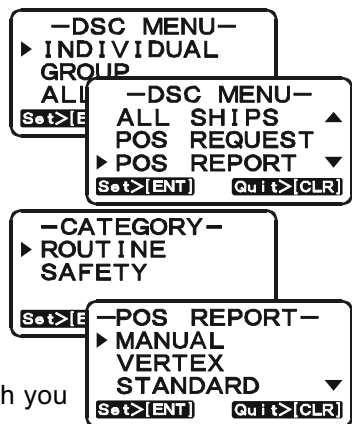 —DSC MENU—
▶ INDIVIDUAL
GROUP
ALL
Set>[E
—DSC MENU—
ALL SHIPS ▲
POS REQUEST
▶ POS REPORT ▼
Set>[ENT] Quit>[CLR]
—CATEGORY—
▶ ROUTINE
SAFETY
Set>[E
—POS REPORT—
▶ MANUAL
VERTEX
STANDARD ▼
Set>[ENT] Quit>[CLR]
h you